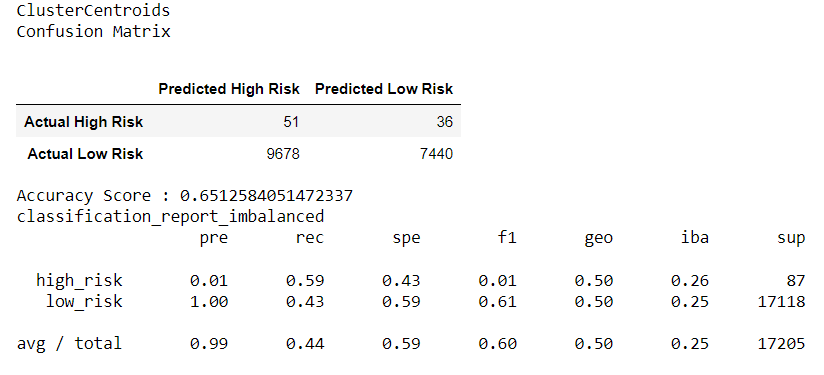 ClusterCentroids
Confusion Matrix
Predicted High Risk Predicted Low Risk
Actual High Risk 51 36
Actual Low Risk 9678 7440
Accuracy Score : 0.6512584051472337
classification_report_imbalanced
pre rec spe f1 geo iba sup
high_risk 0.01 0.59 0.43 0.01 0.50 0.26 87
low_risk 1.00 0.43 0.59 0.61 0.50 0.25 17118
avg / total 0.99 0.44 0.59 0.60 0.50 0.25 17205